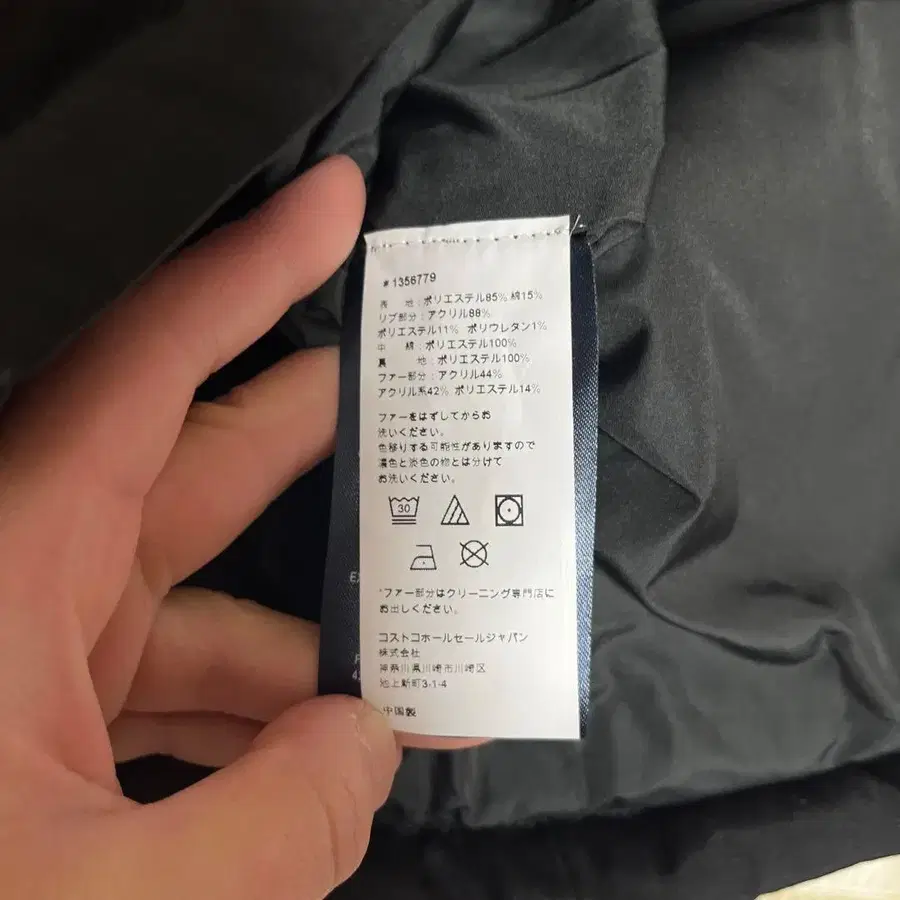 #1356779
表 地:ポリエステル85% 綿15%
リブ部分:アクリル88%
ポリエステル11% ポリウレタン1%
中 綿:ポリエステル100%
裏 地:ポリエステル100%
ファー部分:アクリル44%
アクリル系42% ポリエステル14%
ファーをはずしてからお
洗いください。
色移りする可能性がありますので
濃色と淡色の物とは分けて
お洗いください。
30
*ファー部分はクリーニング専門店に
お出しください。
コストコホールセールジャパン
株式会社
神奈川県川崎市川崎区
池上新町3-1-4
中国製